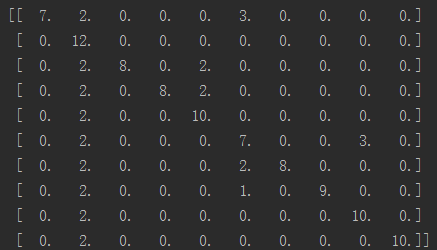 [[  7.  2.  0.  0.  0.  3.  0.  0.  0.  0.]
[  0. 12.  0.  0.  0.  0.  0.  0.  0.  0.]
[  0.  2.  8.  0.  2.  0.  0.  0.  0.  0.]
[  0.  2.  0.  8.  2.  0.  0.  0.  0.  0.]
[  0.  2.  0.  0. 10.  0.  0.  0.  0.  0.]
[  0.  2.  0.  0.  0.  7.  0.  0.  3.  0.]
[  0.  2.  0.  0.  0.  2.  8.  0.  0.  0.]
[  0.  2.  0.  0.  0.  1.  0.  9.  0.  0.]
[  0.  2.  0.  0.  0.  0.  0.  0. 10.  0.]
[  0.  2.  0.  0.  0.  0.  0.  0.  0. 10.]]